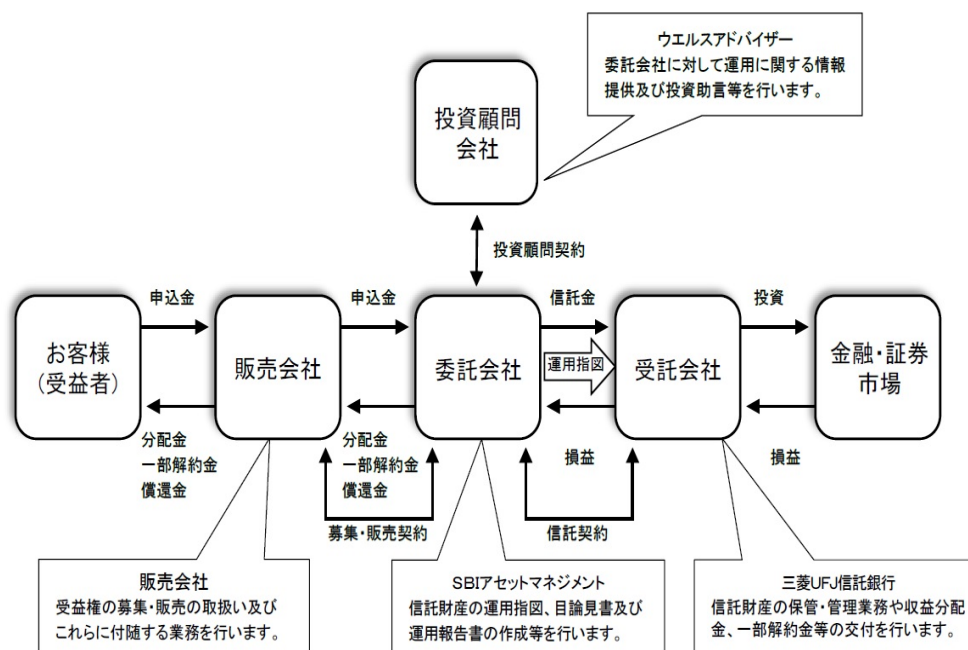 ウエルスアドバイザー
委託会社に対して運用に関する情報
提供及び投資助言等を行います。
投資顧問
会社
投資顧問契約
申込金
申込金
信託金
投資
お客様
(受益者)
販売会社
委託会社
運用指図
受託会社
金融・証券
市場
分配金
一部解約金
償還金
分配金
一部解約金
償還金
損益
損益
募集・販売契約
信託契約
販売会社
受益権の募集・販売の取扱い及び
これらに付随する業務を行います。
SBIアセットマネジメント
信託財産の運用指図、目論見書及び
運用報告書の作成等を行います。
三菱UFJ信託銀行
信託財産の保管・管理業務や収益分配
金、一部解約金等の交付を行います。